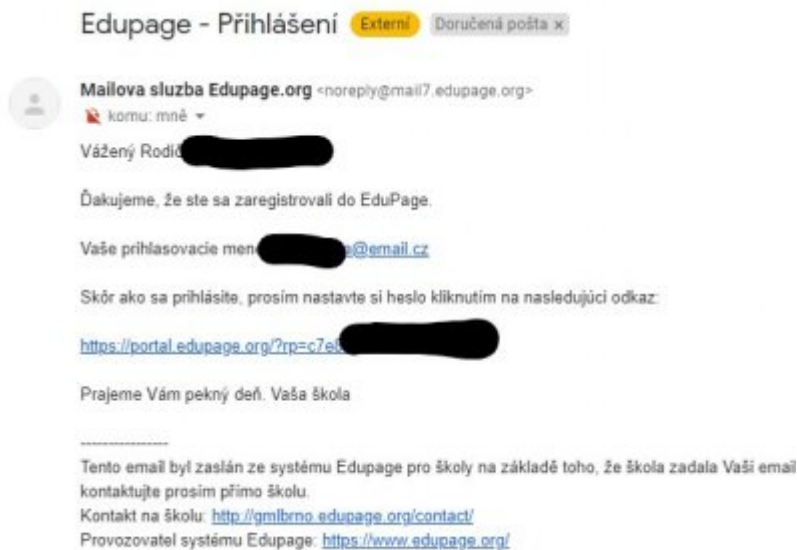 Edupage - Přihlášení Externí Doručená pošta x
Mailova sluzba Edupage.org <noreply@mail7.edupage.org>
komu: mně
Vážený Rodič
Ďakujeme, že ste sa zaregistrovali do EduPage.
Vaše prihlasovacie men @email.cz
Skôr ako sa prihlásite, prosím nastavte si heslo kliknutím na nasledujúci odkaz:
https://portal.edupage.org/?rp=c7e8
Prajeme Vám pekný deň. Vaša škola
----------------
Tento email byl zaslán ze systému Edupage pro školy na základě toho, že škola zadala Vaši email
kontaktujte prosím přímo školu.
Kontakt na školu: http://gmlbrno.edupage.org/contact/
Provozovatel systému Edupage: https://www.edupage.org/